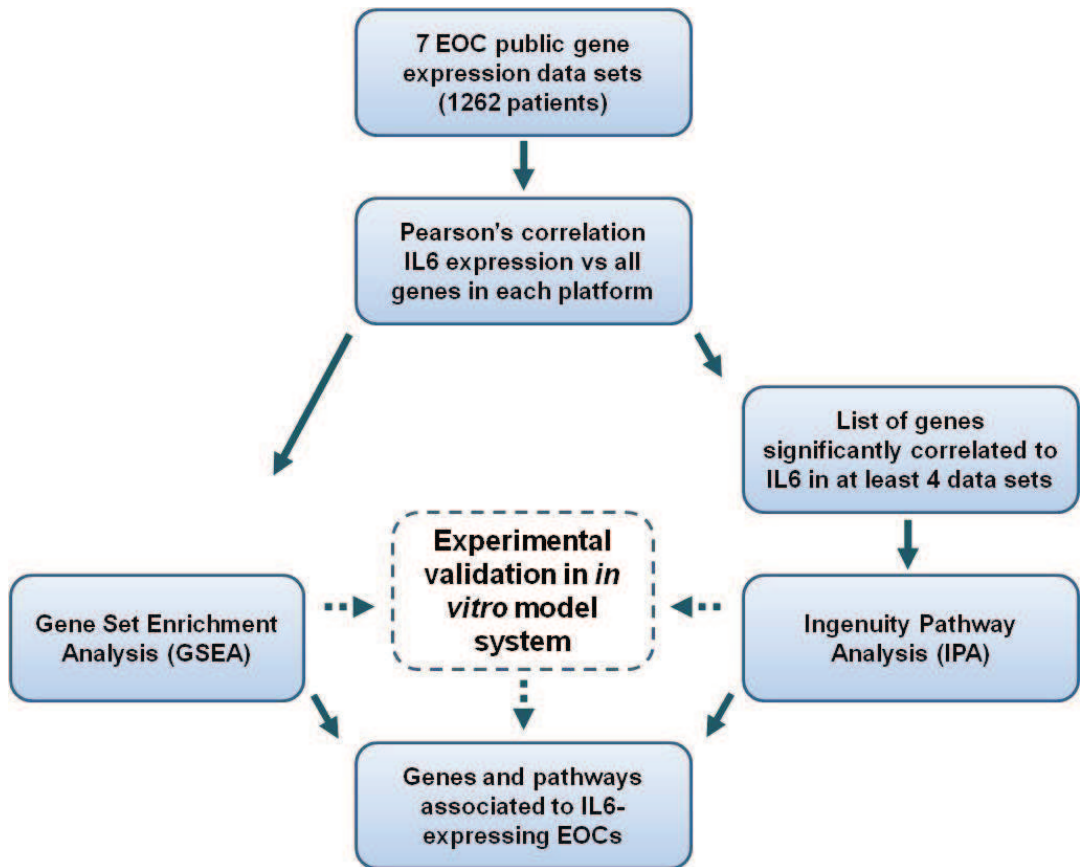 7 EOC public gene
expression data sets
(1262 patients)
Pearson's correlation
IL6 expression vs all
genes in each platform
List of genes
significantly correlated to
IL6 in at least 4 data sets
Experimental
validation in in
vitro model
system
Gene Set Enrichment
Analysis (GSEA)
Ingenuity Pathway
Analysis (IPA)
Genes and pathways
associated to IL6-
expressing EOCs